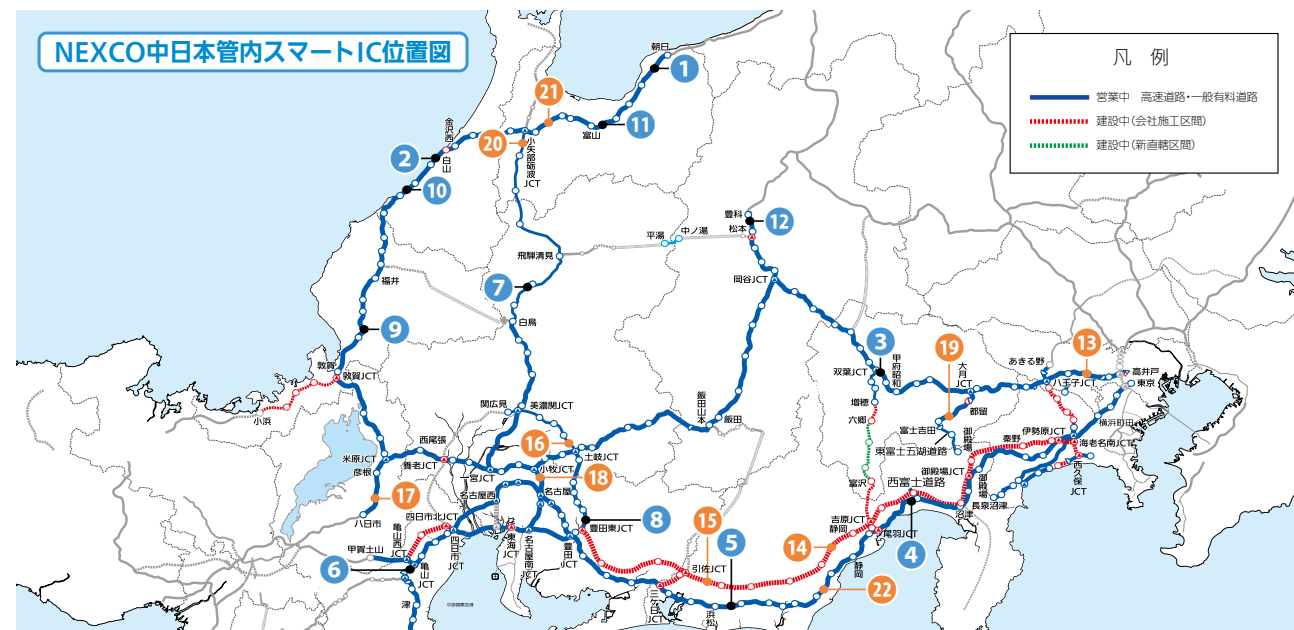 NEXCO中日本管内スマートIC位置図
凡 例
営業中 高速道路・一般有料道路
建設中(会社施工区間)
建設中(新直轄区間)
朝日
1
21
11
富山
金沢西
白山
2
20
小矢部砺波JCT
10
豊科
松本
12
平湯
中ノ湯
飛騨清見
岡谷JCT
福井
7
9
白鳥
敦賀
敦賀JCT
小浜
3
双葉JCT
甲府昭和
19
大月JCT
あきる野
13
高井戸
東京
八王子JCT
増穂
六郷
都留
富士吉田
東富士五湖道路
御殿場
関広見
美濃関JCT
飯田山本
飯田
横浜町田
伊勢原JCT
秦野
海老名南JCT
西久保JCT
西尾張
16
土岐JCT
米原JCT
彦根
養老JCT
一宮JCT
小牧JCT
18
御殿場JCT
西富士道路
富沢
御殿場
長泉沼津
沼津
17
名古屋西
名古屋
八日市
四日市北JCT
8
豊田東JCT
15
5
吉原JCT
静岡
尾羽JCT
4
亀山西JCT
甲賀土山
四日市JCT
東海JCT
名古屋南JCT
豊田JCT
14
引佐JCT
静岡
6
亀山JCT
津
22
三ケ日JCT
浜松
中部国際空港